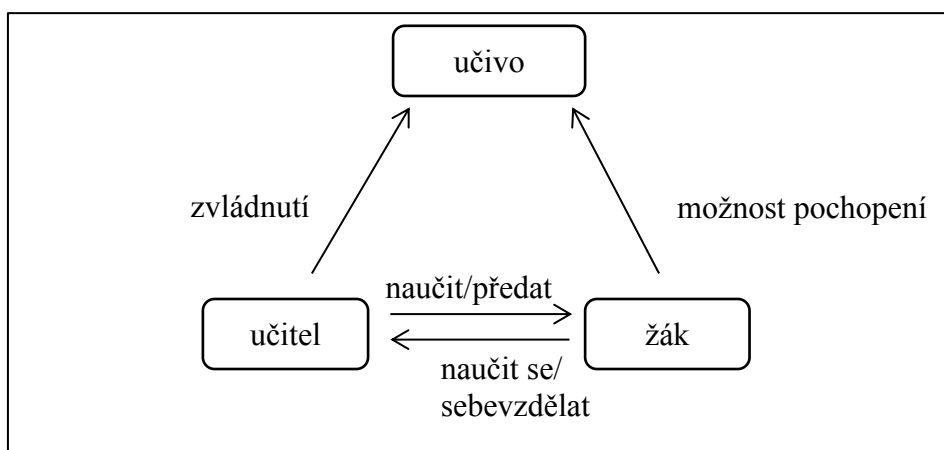 učivo
zvládnutí
možnost pochopení
naučit/předat
učitel
žák
naučit se/
sebevzdělat